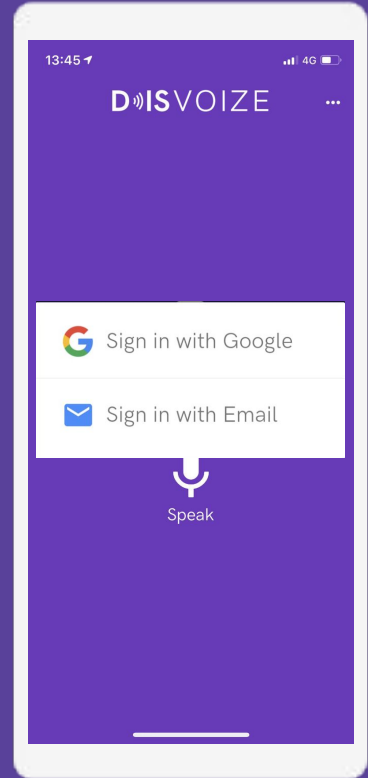 13:45 4G
DISVOIZE
Sign in with Google
Sign in with Email
Speak